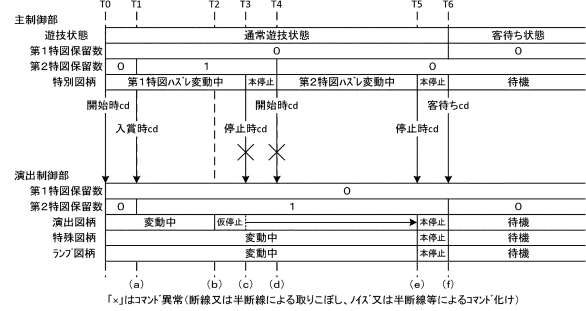 T0 T1 T2 T3 T4 T5 T6
主制御部
遊技状態 通常遊技状態 客待ち状態
第1特図保留数 0 0
第2特図保留数 0 1 0
特別図柄 第1特図ハズレ変動中 本停止 第2特図ハズレ変動中 本停止 待機
開始時cd 開始時cd 客待ちcd
入賞時cd 停止時cd 停止時cd
演出制御部
第1特図保留数 0
第2特図保留数 0 1 0
演出図柄 変動中 仮停止 本停止 待機
特殊図柄 変動中 本停止 待機
ランプ図柄 変動中 本停止 待機
(a) (b) (c) (d) (e) (f)
「×」はコマンド異常(断線又は半断線による取りこぼし、ノイズ又は半断線等によるコマンド化け)